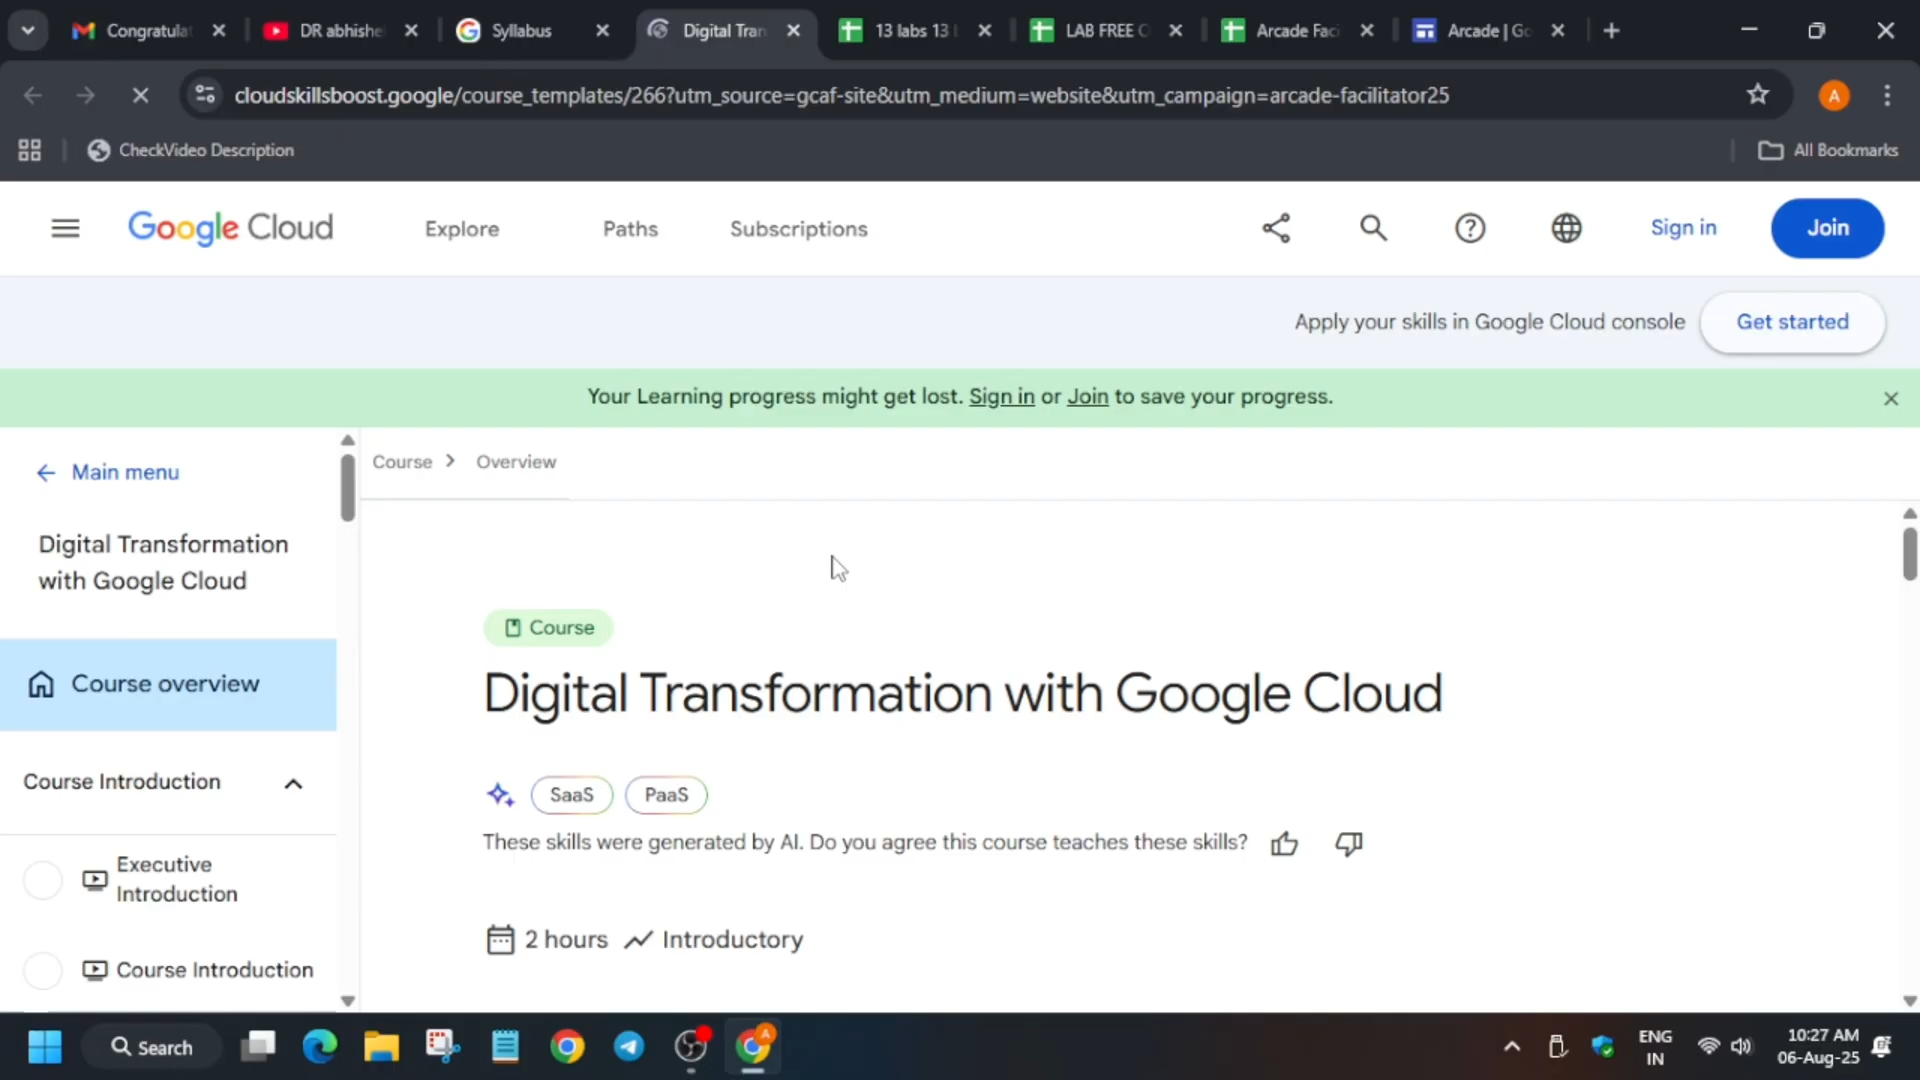 Congratulat
DR abhishe
Syllabus
Digital Tran
13 labs 13
LAB FREE
Arcade Faci
Arcade | Go
cloudskillsboost.google/course_templates/266?utm_source=gcaf-site&utm_medium=website&utm_campaign=arcade-facilitator25
A
CheckVideo Description
All Bookmarks
Google Cloud
Explore
Paths
Subscriptions
Sign in
Join
Apply your skills in Google Cloud console
Get started
Your Learning progress might get lost. Sign in or Join to save your progress.
Main menu
Course
Overview
Digital Transformation
with Google Cloud
Course
Course overview
Digital Transformation with Google Cloud
Course Introduction
SaaS
PaaS
These skills were generated by AI. Do you agree this course teaches these skills?
Executive
Introduction
2 hours
Introductory
Course Introduction
Search
ENG
IN
10:27 AM
06-Aug-25